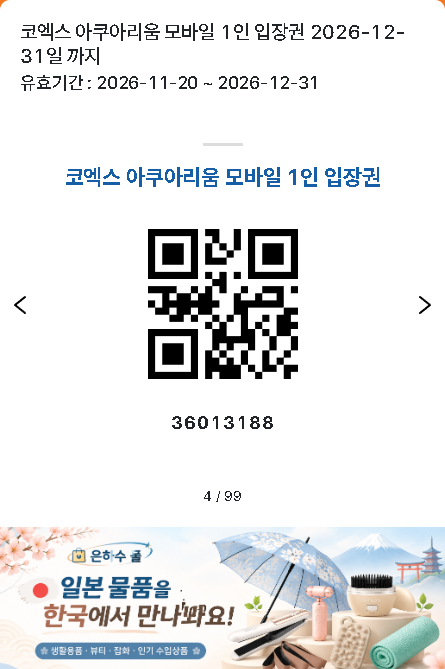 코엑스 아쿠아리움 모바일 1인 입장권 2026-12-
31일 까지
유효기간 : 2026-11-20 ~ 2026-12-31
코엑스 아쿠아리움 모바일 1인 입장권
36013188
4 / 99
은하수 몰
일본 물품을
한국에서 만나봐요!
생활용품 · 뷰티 · 잡화 · 인기 수입상품